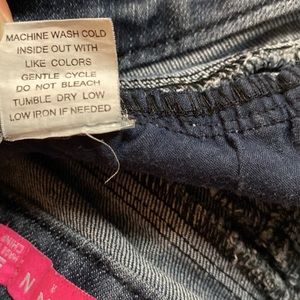 MACHINE WASH COLD
INSIDE OUT WITH
LIKE COLORS
GENTLE CYCLE
DO NOT BLEACH
TUMBLE DRY LOW
LOW IRON IF NEEDED